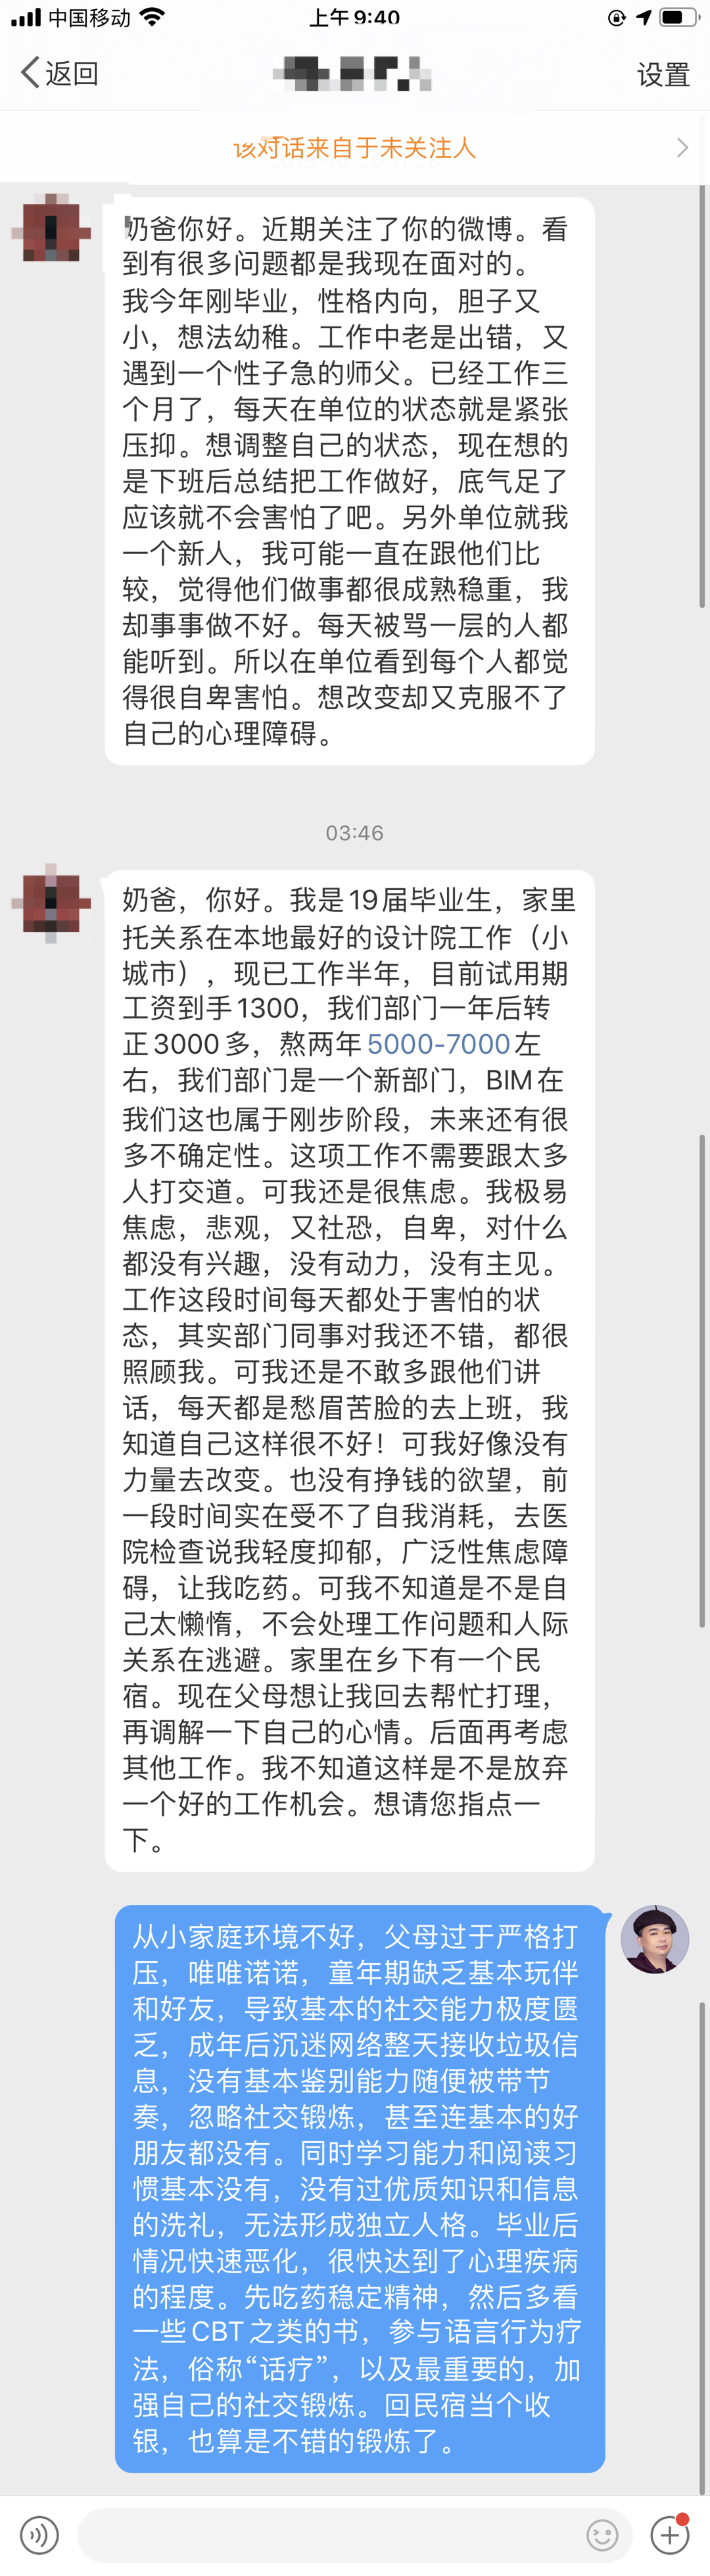 中国移动
上午9:40
返回
设置
该对话来自于未关注人
奶爸你好。近期关注了你的微博。看
到有很多问题都是我现在面对的。
我今年刚毕业，性格内向，胆子又
小，想法幼稚。工作中老是出错，又
遇到一个性子急的师父。已经工作三
个月了，每天在单位的状态就是紧张
压抑。想调整自己的状态，现在想的
是下班后总结把工作做好，底气足了
应该就不会害怕了吧。另外单位就我
一个新人，我可能一直在跟他们比
较，觉得他们做事都很成熟稳重，我
却事事做不好。每天被骂一层的人都
能听到。所以在单位看到每个人都觉
得很自卑害怕。想改变却又克服不了
自己的心理障碍。
03:46
奶爸，你好。我是19届毕业生，家里
托关系在本地最好的设计院工作（小
城市），现已工作半年，目前试用期
工资到手1300，我们部门一年后转
正3000多，熬两年5000-7000左
右，我们部门是一个新部门，BIM在
我们这也属于刚步阶段，未来还有很
多不确定性。这项工作不需要跟太多
人打交道。可我还是很焦虑。我极易
焦虑，悲观，又社恐，自卑，对什么
都没有兴趣，没有动力，没有主见。
工作这段时间每天都处于害怕的状
态，其实部门同事对我还不错，都很
照顾我。可我还是不敢多跟他们讲
话，每天都是愁眉苦脸的去上班，我
知道自己这样很不好！可我好像没有
力量去改变。也没有挣钱的欲望，前
一段时间实在受不了自我消耗，去医
院检查说我轻度抑郁，广泛性焦虑障
碍，让我吃药。可我不知道是不是自
己太懒惰，不会处理工作问题和人际
关系在逃避。家里在乡下有一个民
宿。现在父母想让我回去帮忙打理，
再调解一下自己的心情。后面再考虑
其他工作。我不知道这样是不是放弃
一个好的工作机会。想请您指点一
下。
从小家庭环境不好，父母过于严格打
压，唯唯诺诺，童年期缺乏基本玩伴
和好友，导致基本的社交能力极度匮
乏，成年后沉迷网络整天接收垃圾信
息，没有基本鉴别能力随便被带节
奏，忽略社交锻炼，甚至连基本的好
朋友都没有。同时学习能力和阅读习
惯基本没有，没有过优质知识和信息
的洗礼，无法形成独立人格。毕业后
情况快速恶化，很快达到了心理疾病
的程度。先吃药稳定精神，然后多看
一些CBT之类的书，参与语言行为疗
法，俗称“话疗”，以及最重要的，加
强自己的社交锻炼。回民宿当个收
银，也算是不错的锻炼了。